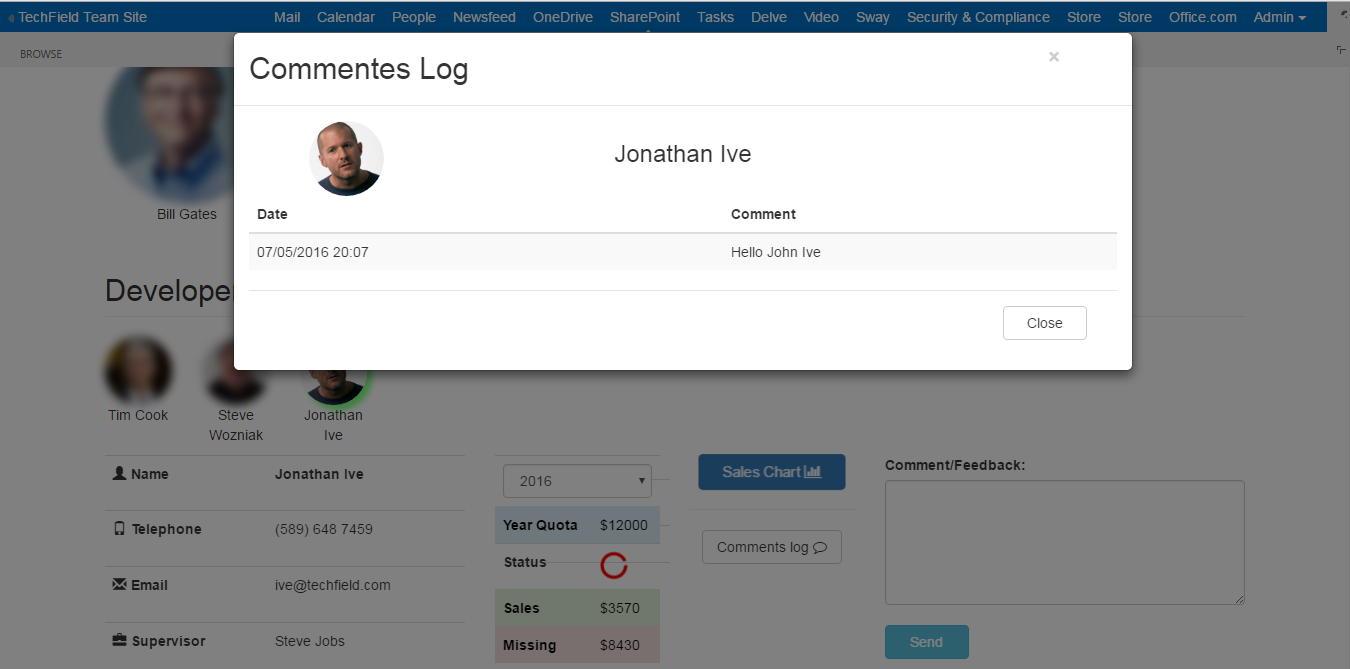 TechField Team Site Mail Calendar People Newsfeed OneDrive SharePoint Tasks Delve Video Sway Security & Compliance Store Store Office.com Admin
BROWSE
Commentes Log ×
Jonathan Ive
Date Comment
07/05/2016 20:07 Hello John Ive
Close
Bill Gates
Develope
Tim Cook
Steve Wozniak
Jonathan Ive
Name Jonathan Ive
Telephone (589) 648 7459
Email ive@techfield.com
Supervisor Steve Jobs
2016
Year Quota $12000
Status
Sales $3570
Missing $8430
Sales Chart
Comments log
Comment/Feedback:
Send